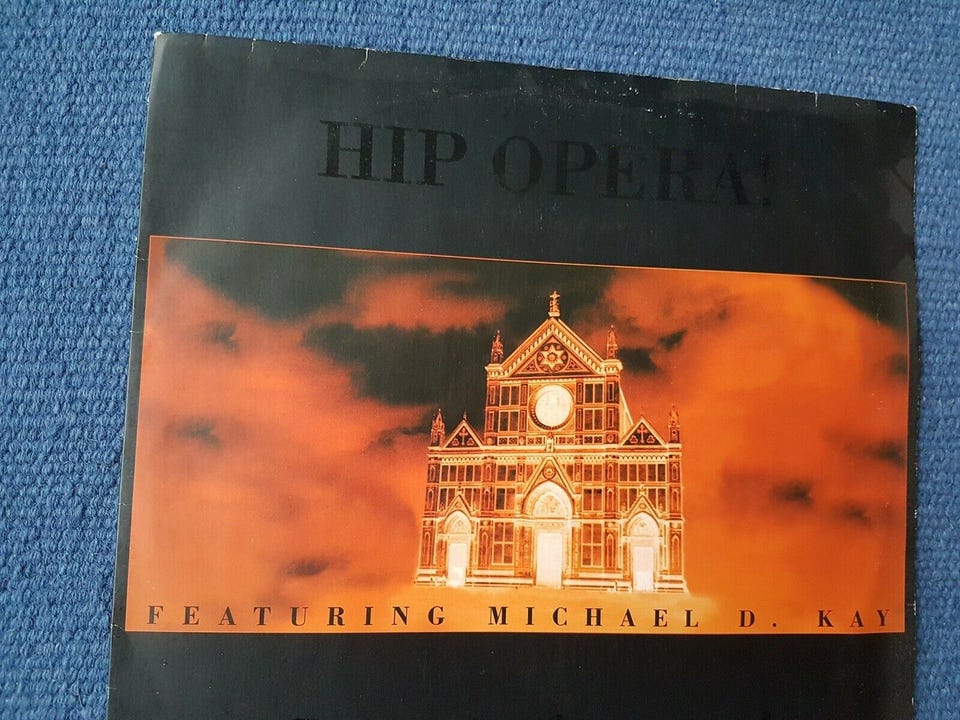 HIP OPERA!
FEATURING MICHAEL D. KAY